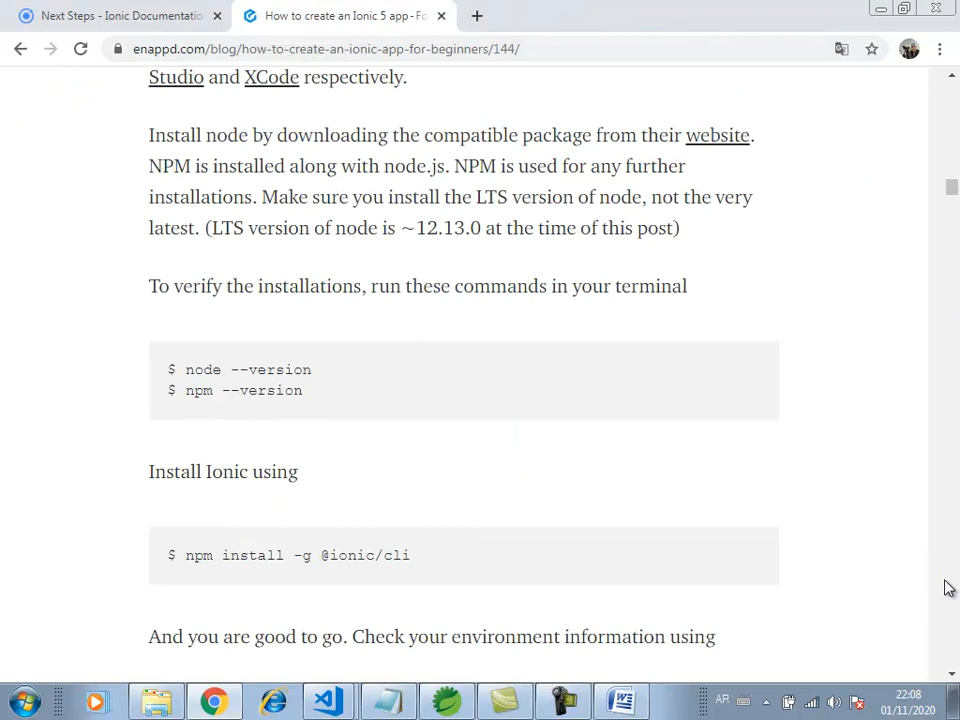 Next Steps - Ionic Documentatio
How to create an Ionic 5 app - Fo
enappd.com/blog/how-to-create-an-ionic-app-for-beginners/144/
Studio and XCode respectively.
Install node by downloading the compatible package from their website.
NPM is installed along with node.js. NPM is used for any further
installations. Make sure you install the LTS version of node, not the very
latest. (LTS version of node is ~12.13.0 at the time of this post)
To verify the installations, run these commands in your terminal
$ node --version
$ npm --version
Install Ionic using
$ npm install -g @ionic/cli
And you are good to go. Check your environment information using
AR
22:08
01/11/2020